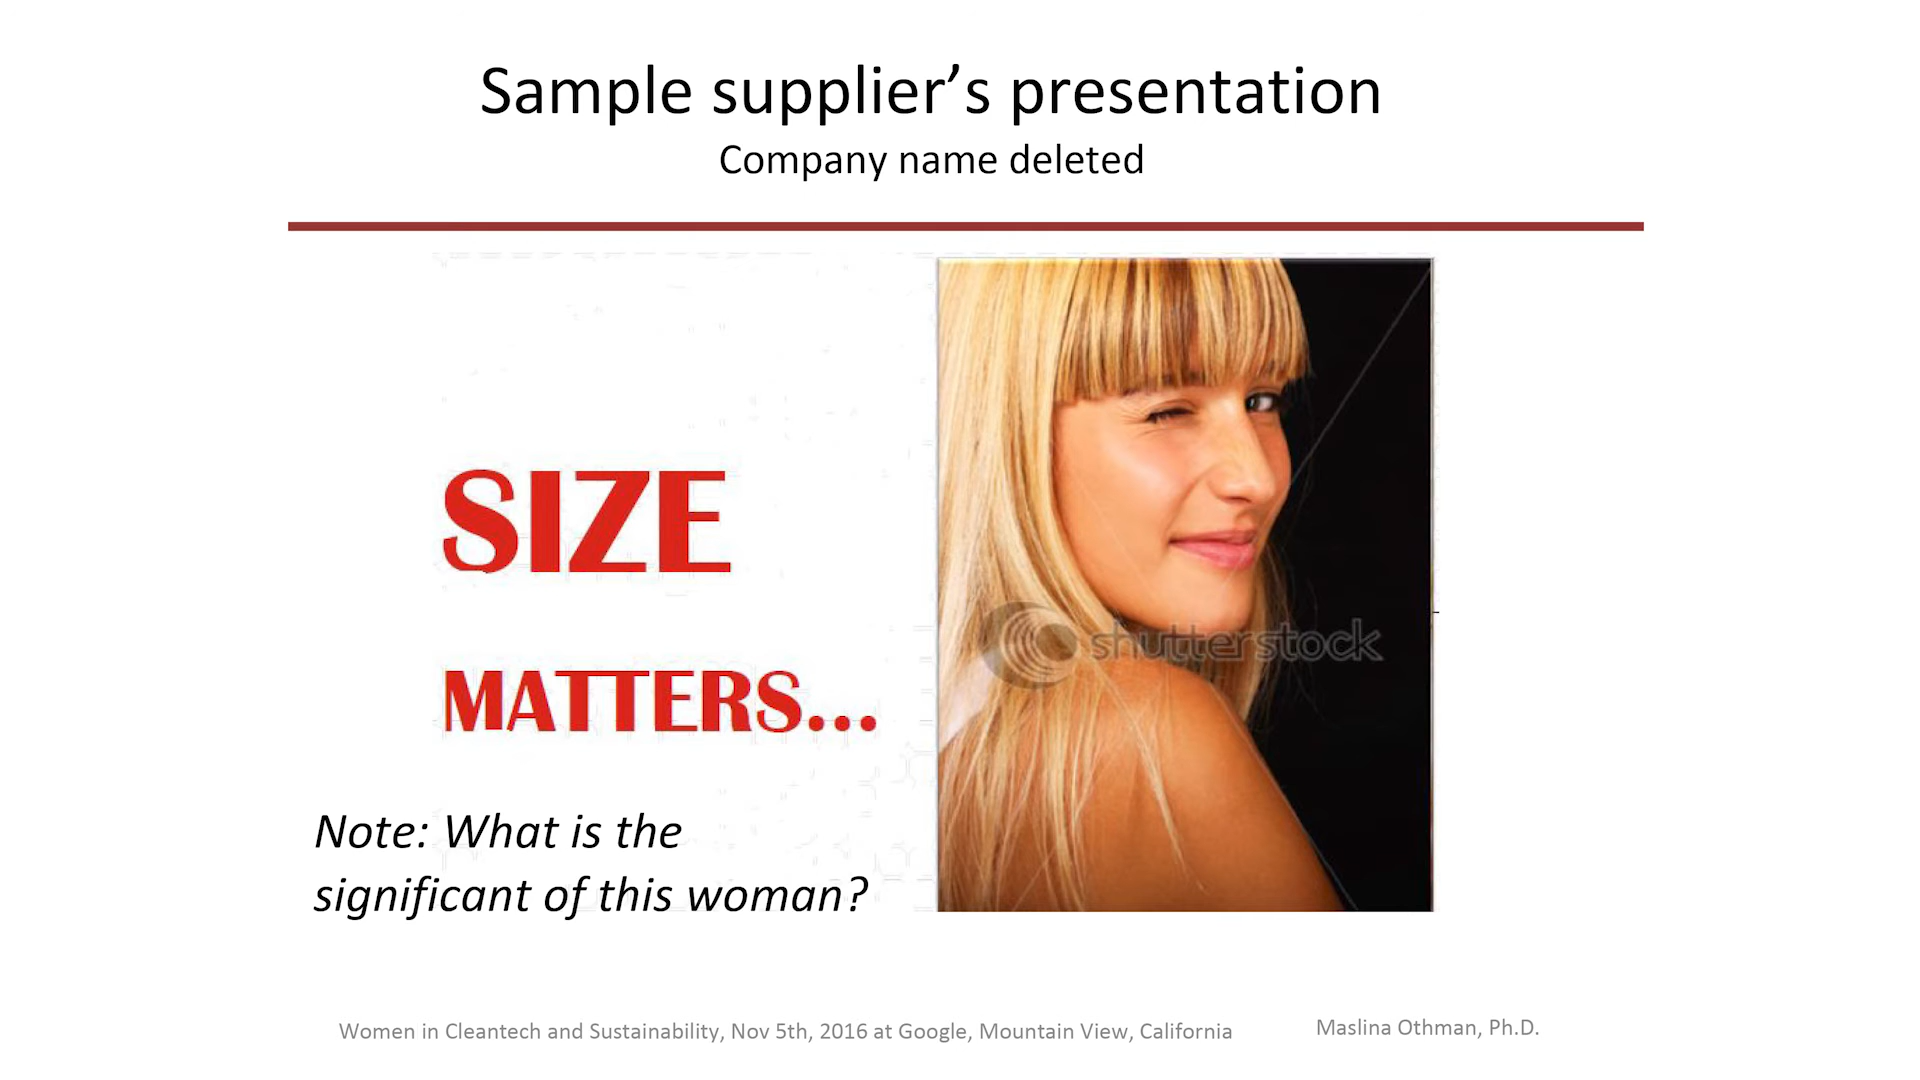 Sample supplier’s presentation
Company name deleted
SIZE
MATTERS...
shutterstock
Note: What is the
significant of this woman?
Women in Cleantech and Sustainability, Nov 5th, 2016 at Google, Mountain View, California
Maslina Othman, Ph.D.